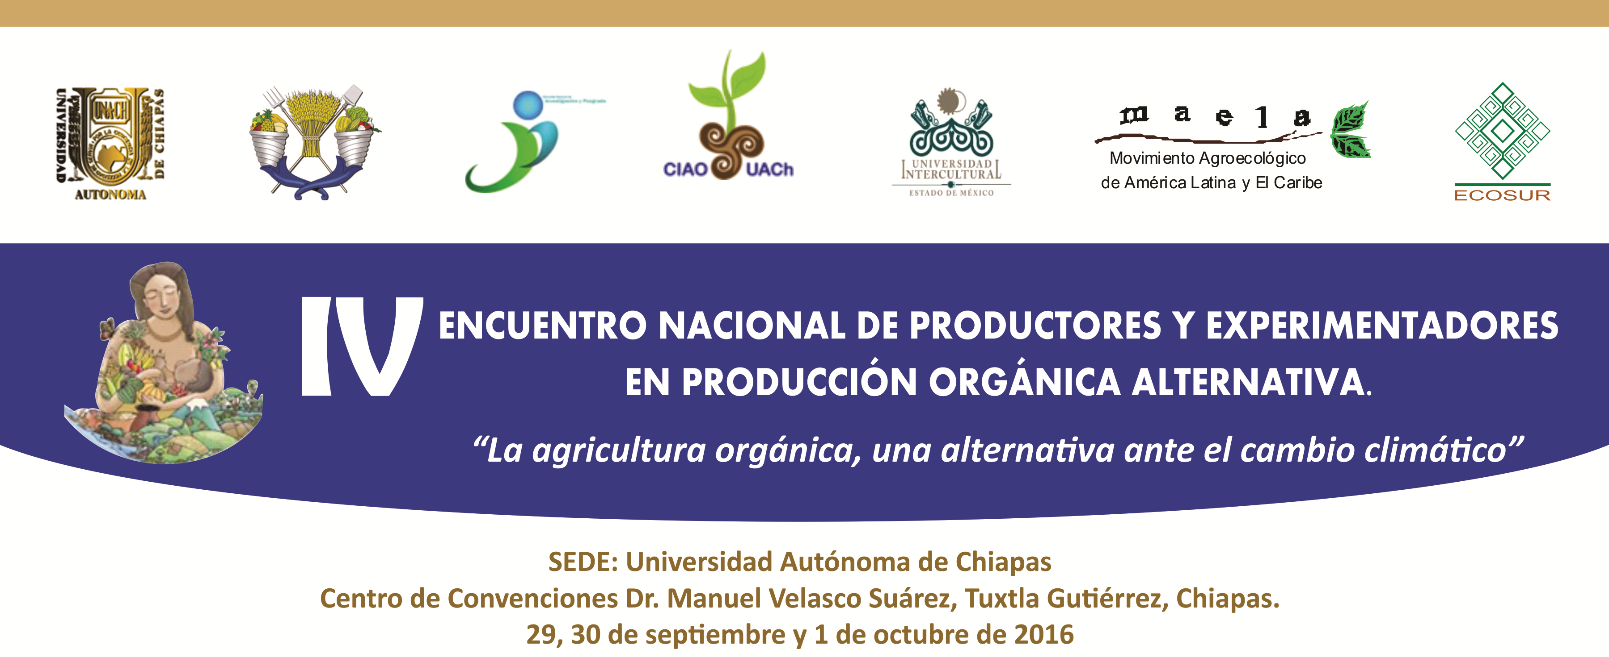 UNIVERSIDAD
UNACH
DE CHIAPAS
AUTONOMA
Investigación y Posgrado
CIAO UACh
UNIVERSIDAD
INTERCULTURAL
ESTADO DE MÉXICO
maela
Movimiento Agroecológico
de América Latina y El Caribe
ECOSUR
IV ENCUENTRO NACIONAL DE PRODUCTORES Y EXPERIMENTADORES
EN PRODUCCIÓN ORGÁNICA ALTERNATIVA.
“La agricultura orgánica, una alternativa ante el cambio climático”
SEDE: Universidad Autónoma de Chiapas
Centro de Convenciones Dr. Manuel Velasco Suárez, Tuxtla Gutiérrez, Chiapas.
29, 30 de septiembre y 1 de octubre de 2016